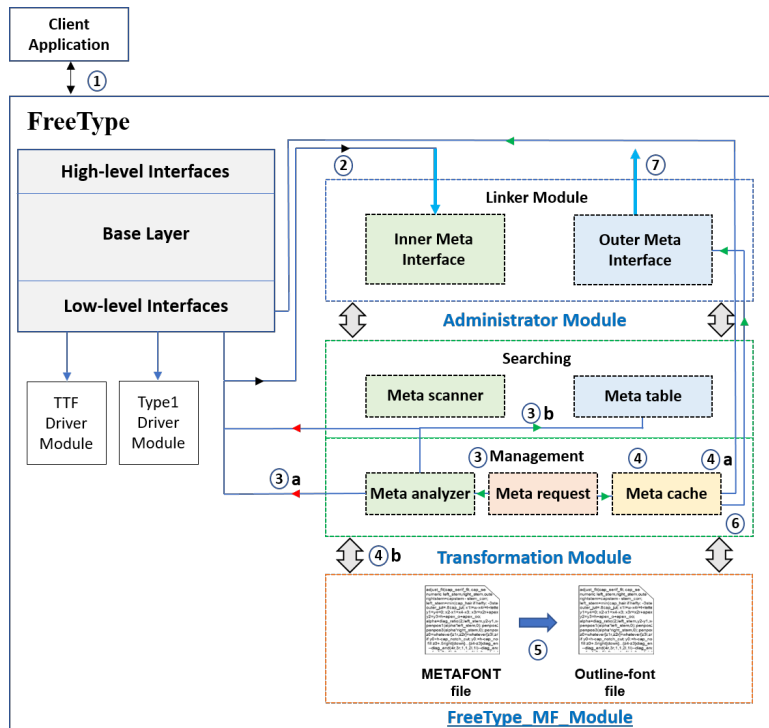 Client
Application
①
FreeType
High-level Interfaces
Base Layer
Low-level Interfaces
②
⑦
Linker Module
Inner Meta
Interface
Outer Meta
Interface
Administrator Module
TTF
Driver
Module
Type1
Driver
Module
Searching
Meta scanner
Meta table
③ b
③ a
③ Management
④
④ a
Meta analyzer
Meta request
Meta cache
⑥
④ b
Transformation Module
⑤
METAFONT
file
Outline-font
file
FreeType_MF_Module